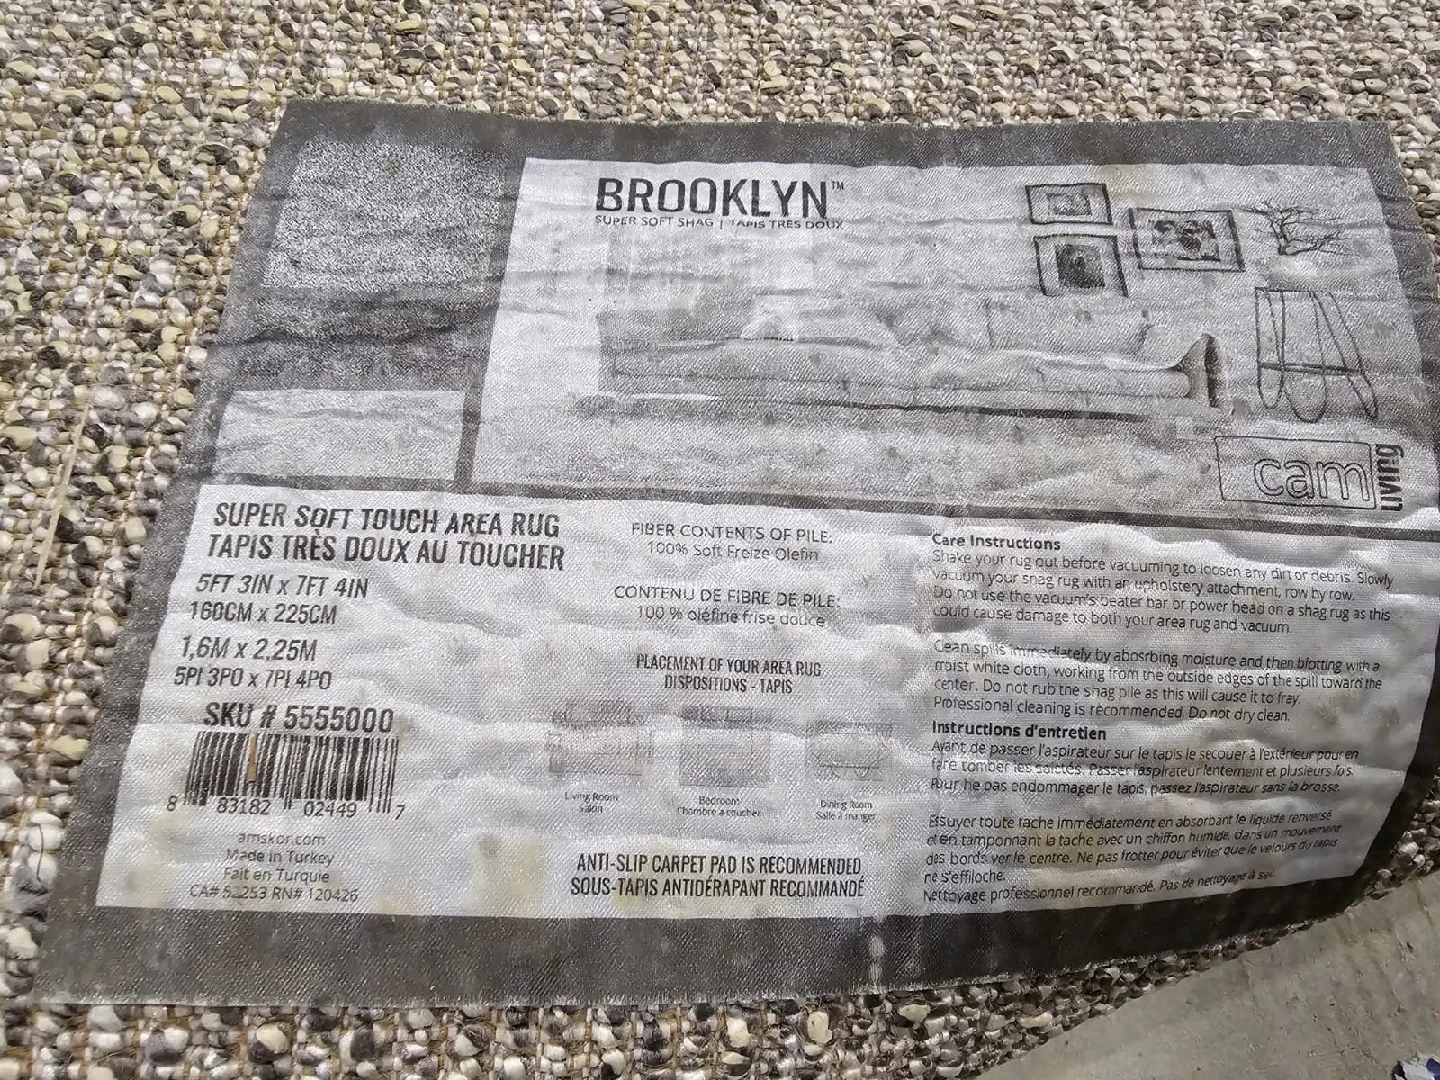 BROOKLYN™
SUPER SOFT SHAG | TAPIS TRÈS DOUX
cam
LIVING
SUPER SOFT TOUCH AREA RUG
TAPIS TRÈS DOUX AU TOUCHER
5FT 3IN x 7FT 4IN
160CM x 225CM
1,6M x 2,25M
5PI 3PO x 7PI 4PO
SKU # 5555000
8 83182 02449 7
amskor.com
Made in Turkey
Fait en Turquie
CA# 52253 RN# 120426
FIBER CONTENTS OF PILE:
100% Soft Freize Olefin
CONTENU DE FIBRE DE PILE:
100 % oléfine frise douce
PLACEMENT OF YOUR AREA RUG
DISPOSITIONS - TAPIS
Living Room
Salon
Bedroom
Chambre a coucher
Dining Room
Salle à manger
ANTI-SLIP CARPET PAD IS RECOMMENDED
SOUS-TAPIS ANTIDÉRAPANT RECOMMANDÉ
Care Instructions
Shake your rug out before vacuuming to loosen any dirt or debris. Slowly
vacuum your shag rug with an upholstery attachment, row by row.
Do not use the vacuum's beater bar or power head on a shag rug as this
could cause damage to both your area rug and vacuum.
Clean spills immediately by abosrbing moisture and then blotting with a
moist white cloth, working from the outside edges of the spill toward the
center. Do not rub the shag pile as this will cause it to fray.
Professional cleaning is recommended. Do not dry clean.
Instructions d'entretien
Avant de passer l'aspirateur sur le tapis le secouer à l'extérieur pour en
faire tomber les saletés. Passer l'aspirateur lentement et plusieurs fois.
Pour ne pas endommager le tapis, passez l'aspirateur sans la brosse.
Essuyer toute tache immédiatement en absorbant le liquide renversé
et en tamponnant la tache avec un chiffon humide, dans un mouvement
des bords ver le centre. Ne pas frotter pour éviter que le velours du tapis
ne s'effiloche.
Nettoyage professionnel recommandé. Pas de nettoyage à sec.